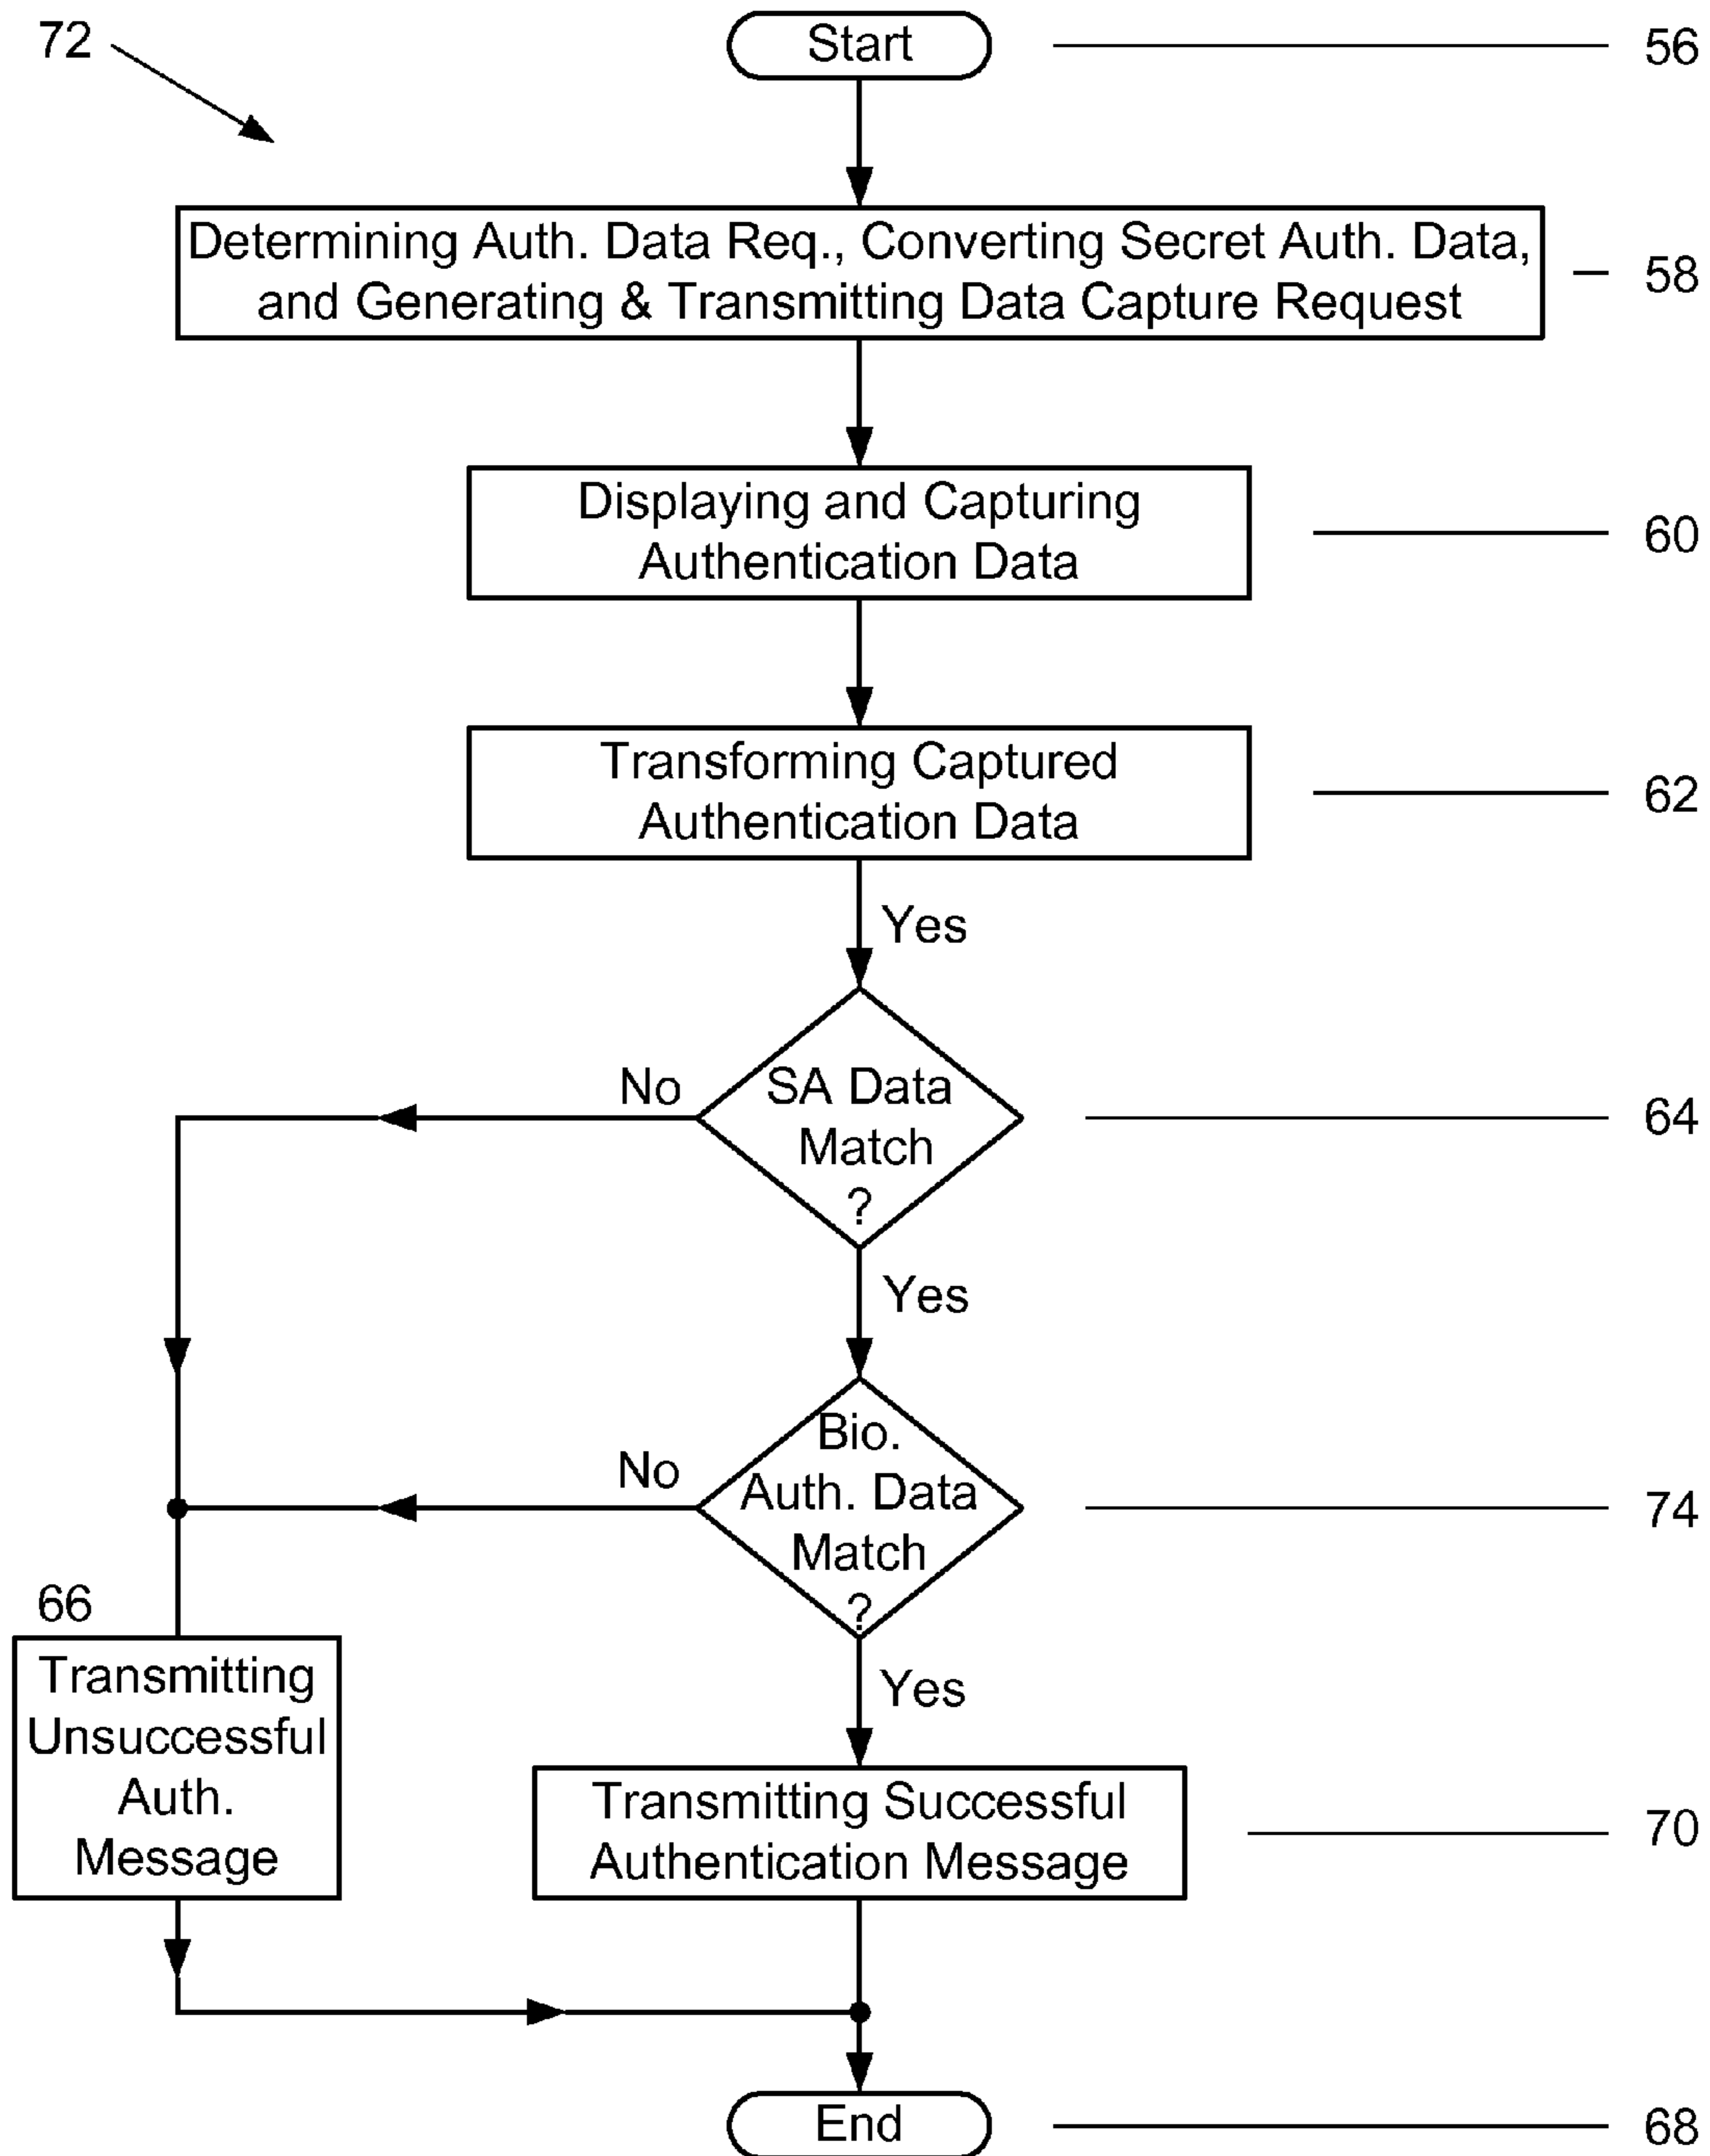 72
Start
56
Determining Auth. Data Req., Converting Secret Auth. Data,
and Generating & Transmitting Data Capture Request
58
Displaying and Capturing
Authentication Data
60
Transforming Captured
Authentication Data
62
Yes
No
SA Data
Match
?
64
Yes
No
Bio.
Auth. Data
Match
?
74
66
Transmitting
Unsuccessful
Auth.
Message
Yes
Transmitting Successful
Authentication Message
70
End
68